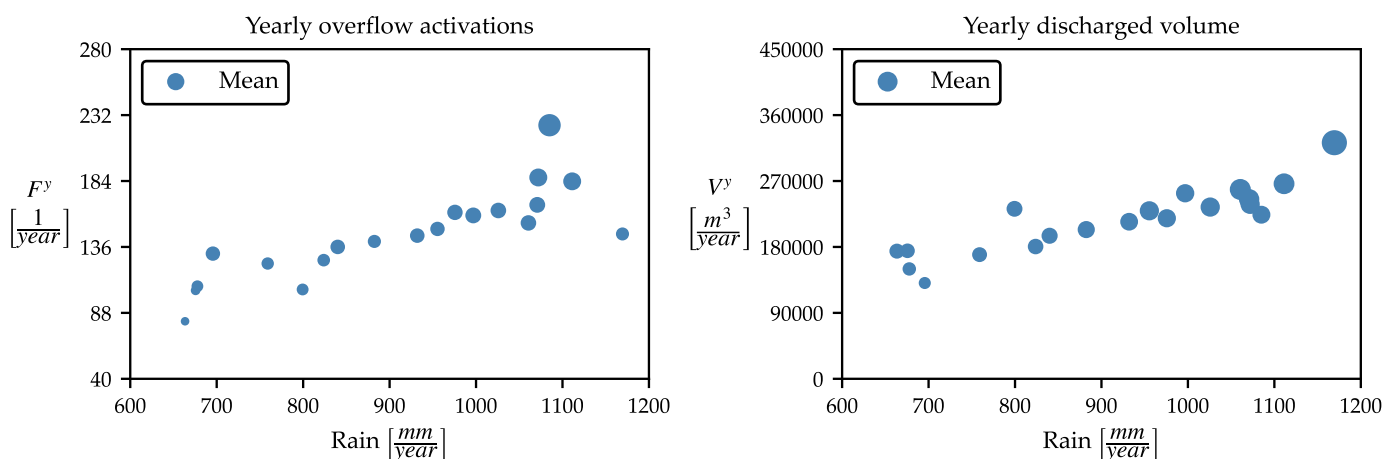 Yearly overflow activations
280
232
184
136
88
40
F^y
[1/year]
Mean
600 700 800 900 1000 1100 1200
Rain [mm/year]
Yearly discharged volume
450000
360000
270000
180000
90000
0
V^y
[m^3/year]
Mean
600 700 800 900 1000 1100 1200
Rain [mm/year]